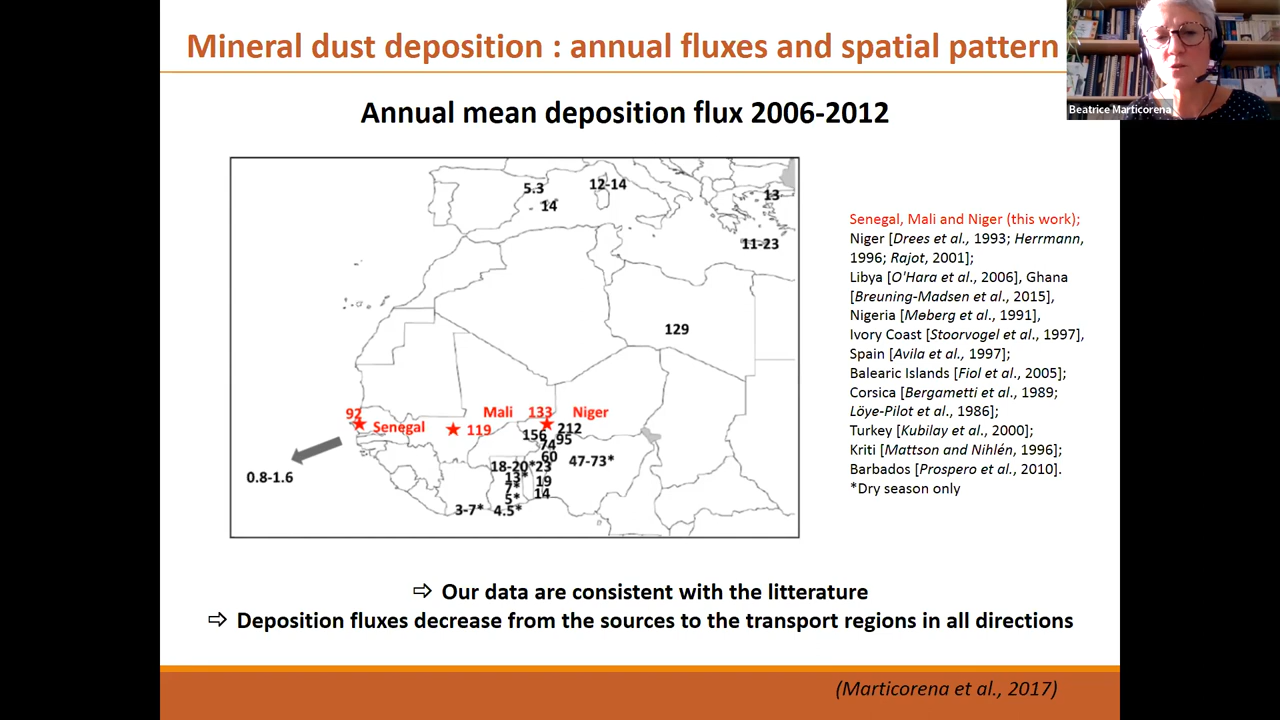 Mineral dust deposition : annual fluxes and spatial pattern
Beatrice Marticorena
Annual mean deposition flux 2006-2012
5.3
12-14
14
13
11-23
129
92
Senegal
Mali
133
Niger
119
156
212
95
74
60
47-73*
18-20*
23
13*
19
7*
14
5*
3-7*
4.5*
0.8-1.6
Senegal, Mali and Niger (this work);
Niger [Drees et al., 1993; Herrmann,
1996; Rajot, 2001];
Libya [O'Hara et al., 2006], Ghana
[Breuning-Madsen et al., 2015],
Nigeria [Møberg et al., 1991],
Ivory Coast [Stoorvogel et al., 1997],
Spain [Avila et al., 1997];
Balearic Islands [Fiol et al., 2005];
Corsica [Bergametti et al., 1989;
Löye-Pilot et al., 1986];
Turkey [Kubilay et al., 2000];
Kriti [Mattson and Nihlén, 1996];
Barbados [Prospero et al., 2010].
*Dry season only
⇨ Our data are consistent with the litterature
⇨ Deposition fluxes decrease from the sources to the transport regions in all directions
(Marticorena et al., 2017)